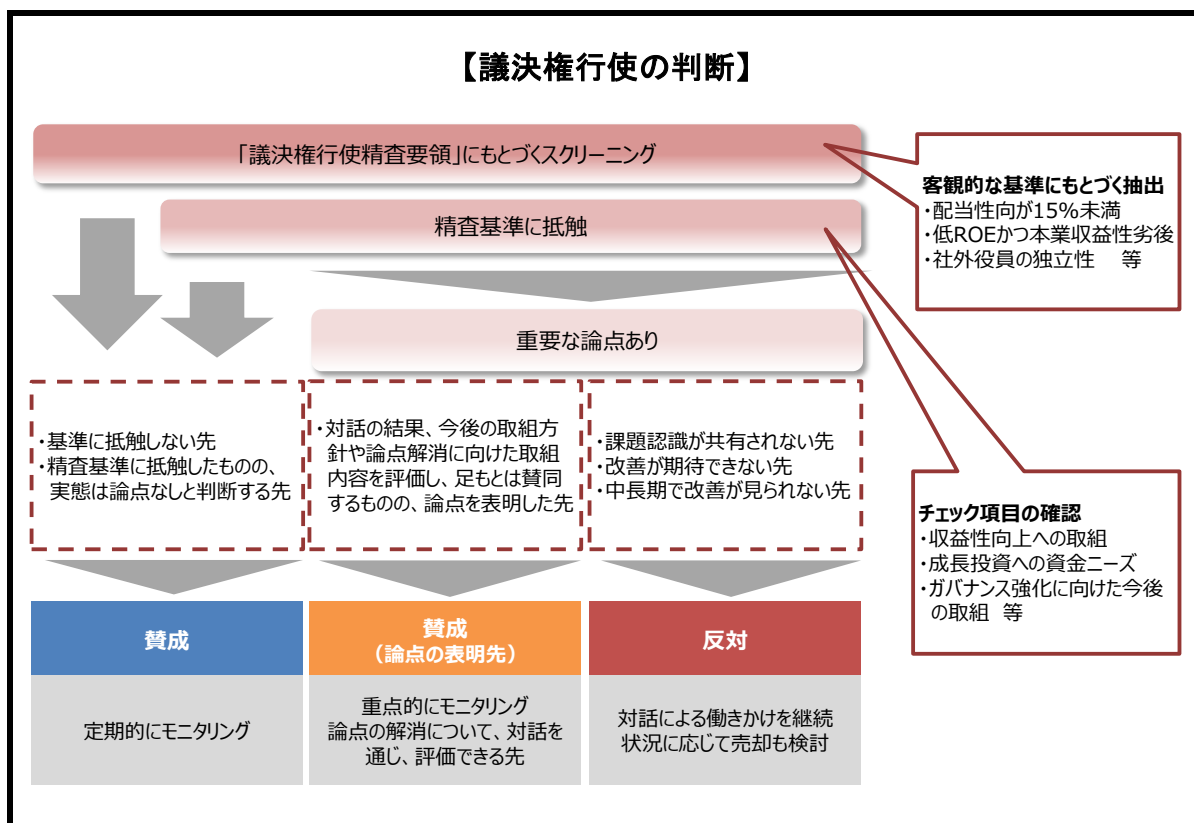 【議決権行使の判断】
「議決権行使精査要領」にもとづくスクリーニング
客観的な基準にもとづく抽出
・配当性向が15%未満
・低ROEかつ本業収益性劣後
・社外役員の独立性　等
精査基準に抵触
重要な論点あり
・基準に抵触しない先
・精査基準に抵触したものの、
実態は論点なしと判断する先
・対話の結果、今後の取組方
針や論点解消に向けた取組
内容を評価し、足もとは賛同
するものの、論点を表明した先
・課題認識が共有されない先
・改善が期待できない先
・中長期で改善が見られない先
チェック項目の確認
・収益性向上への取組
・成長投資への資金ニーズ
・ガバナンス強化に向けた今後
の取組　等
賛成
賛成
（論点の表明先）
反対
定期的にモニタリング
重点的にモニタリング
論点の解消について、対話を
通じ、評価できる先
対話による働きかけを継続
状況に応じて売却も検討